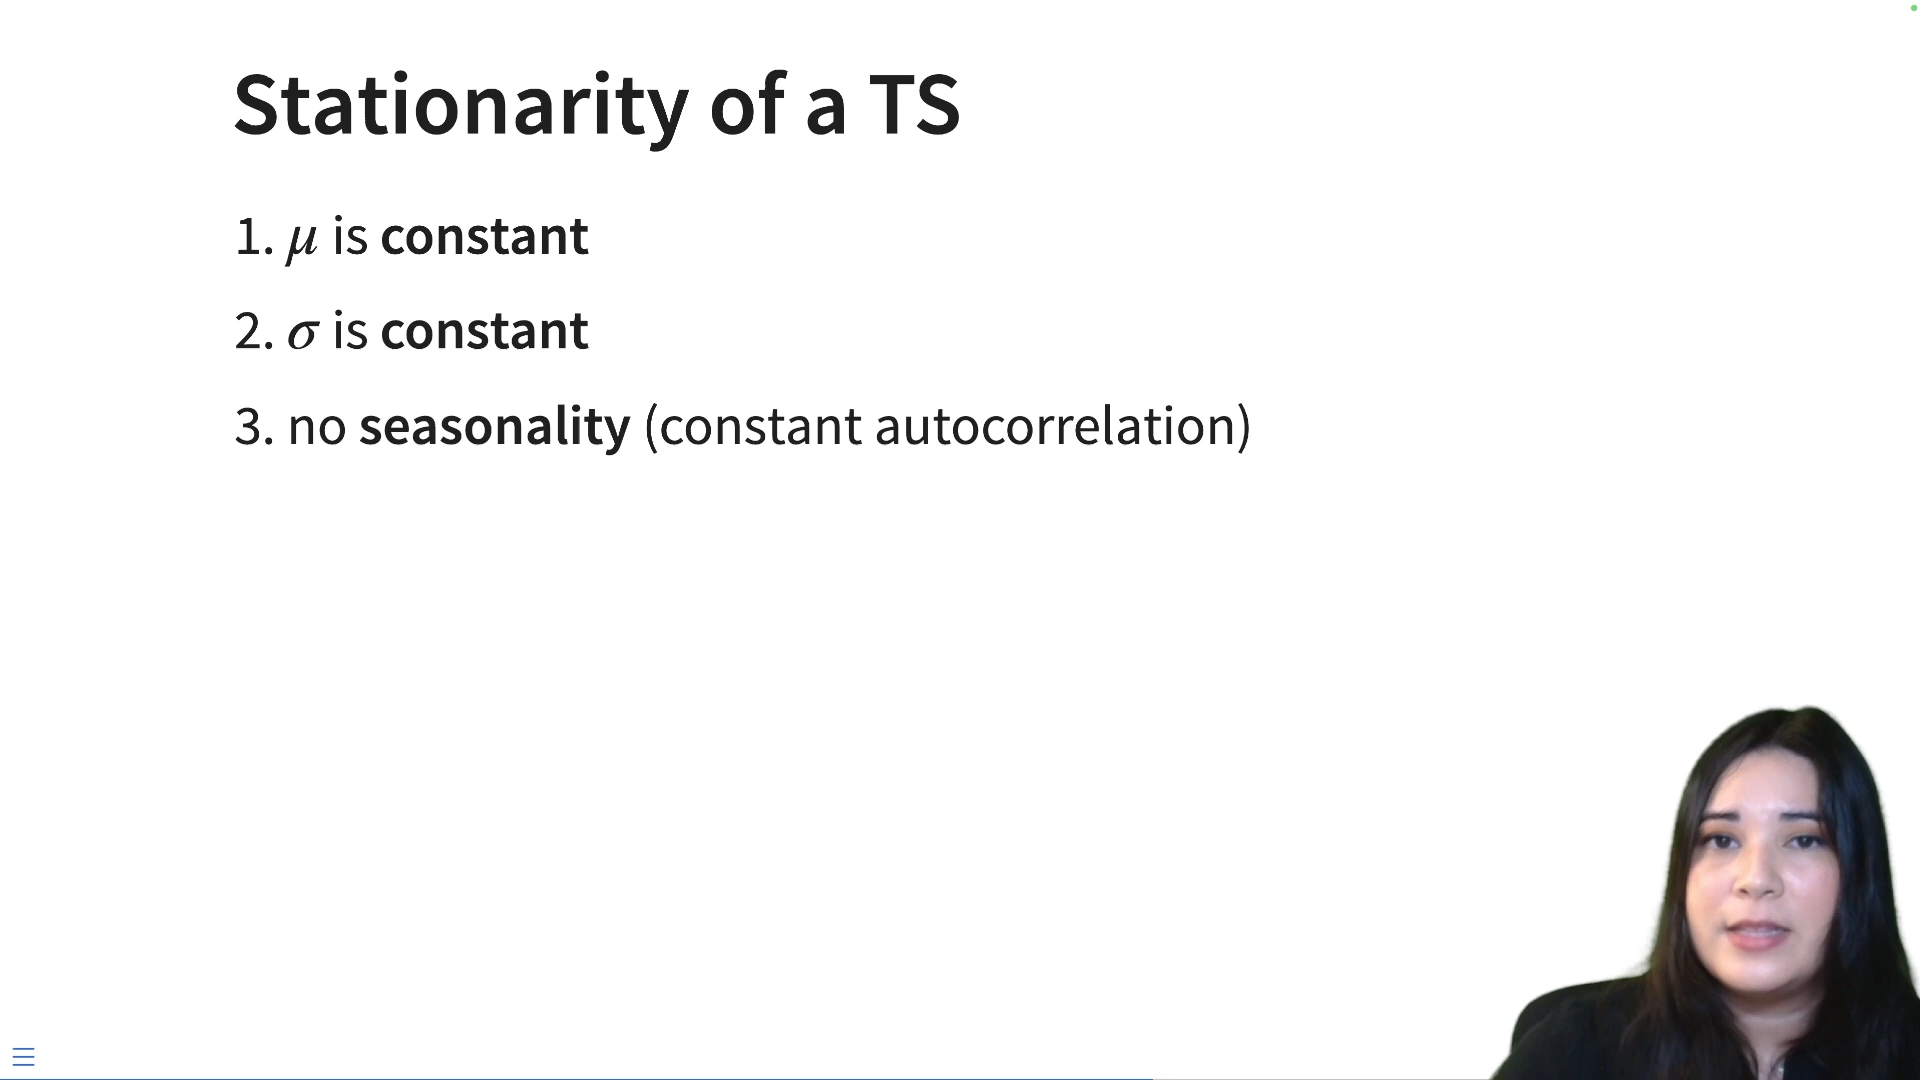 Stationarity of a TS
1. μ is constant
2. σ is constant
3. no seasonality (constant autocorrelation)